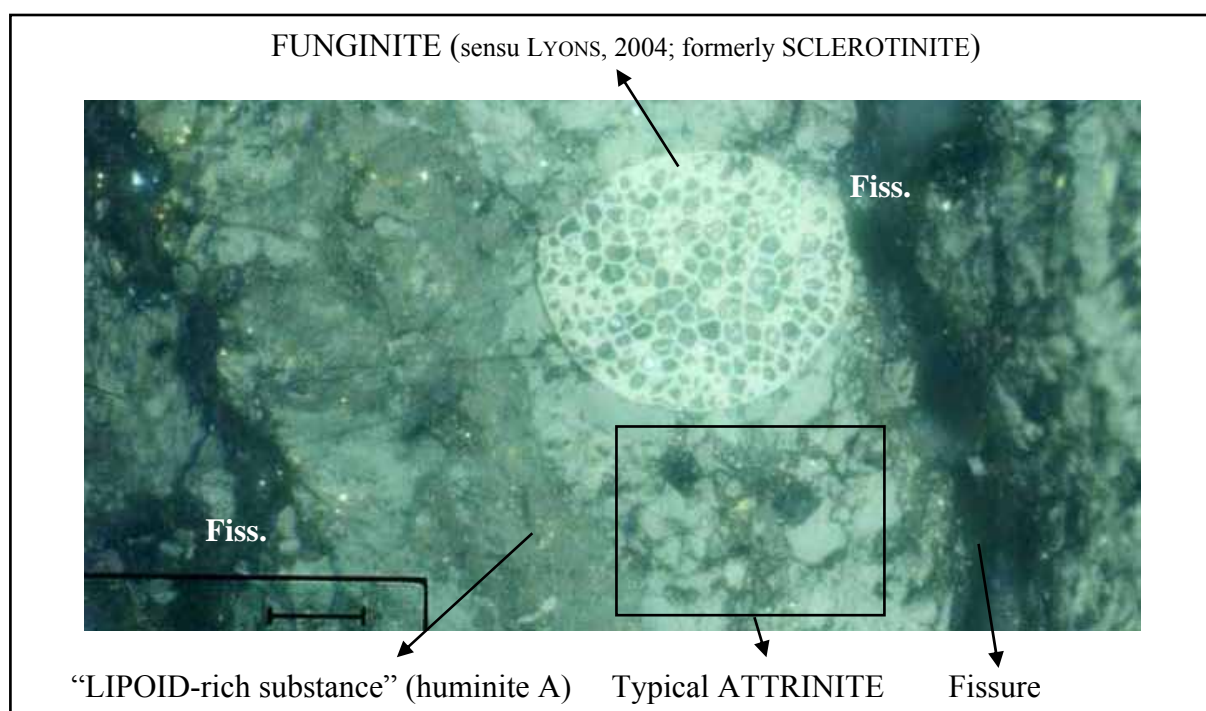 FUNGINITE (sensu LYONS, 2004; formerly SCLEROTINITE)
Fiss.
Fiss.
“LIPOID-rich substance” (huminite A) Typical ATTRINITE Fissure